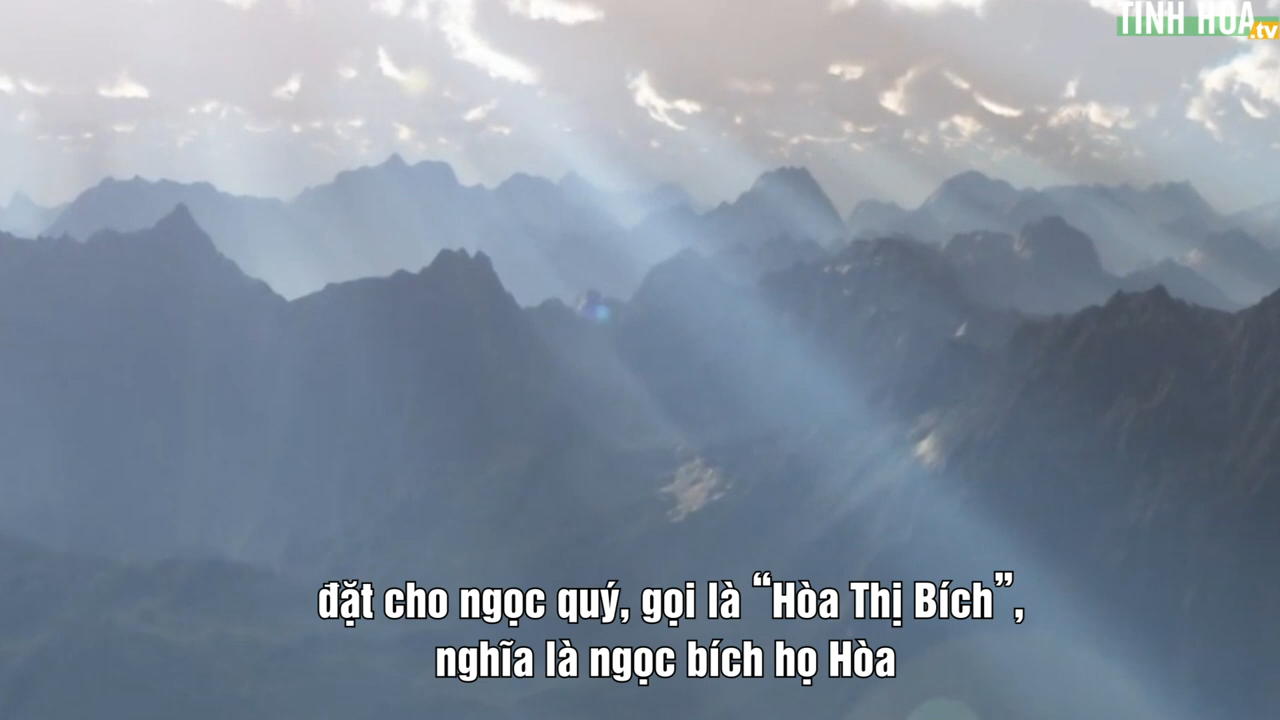 TINH HOA
.tv
đặt cho ngọc quý, gọi là “Hòa Thị Bích”,
nghĩa là ngọc bích họ Hòa